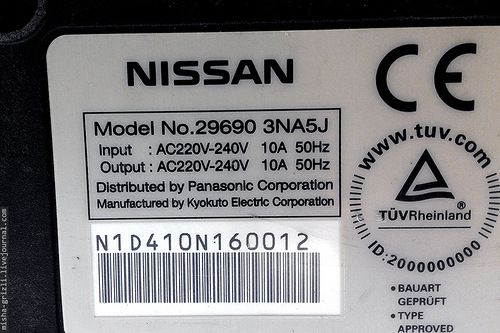 NISSAN
CE
Model No.29690 3NA5J
Input : AC220V-240V 10A 50Hz
Output : AC220V-240V 10A 50Hz
Distributed by Panasonic Corporation
Manufactured by Kyokuto Electric Corporation
N1D410N160012
www.tuv.com
TÜVRheinland
ID:2000000000
• BAUART
GEPRÜFT
• TYPE
APPROVED
misha-grizli.livejournal.com